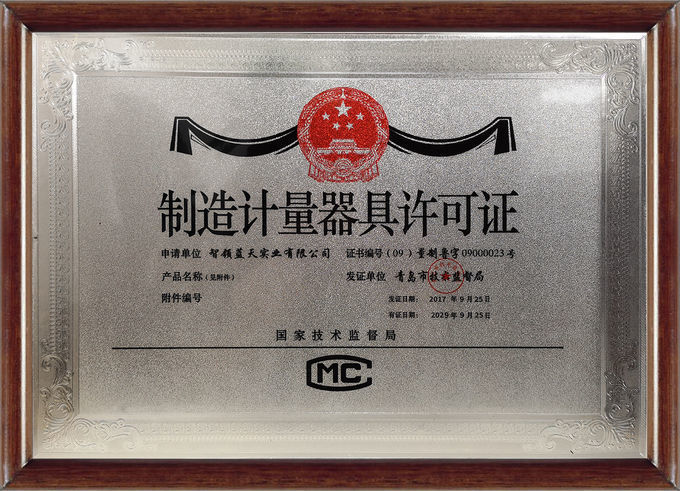 制造计量器具许可证
申请单位 智领蓝天实业有限公司 证书编号(09)量制鲁字09000023号
产品名称(见附件) 发证单位 青岛市技术监督局
附件编号 发证日期: 2017 年 9 月 25 日
有证日期: 2029 年 9 月 25 日
国家技术监督局
MC